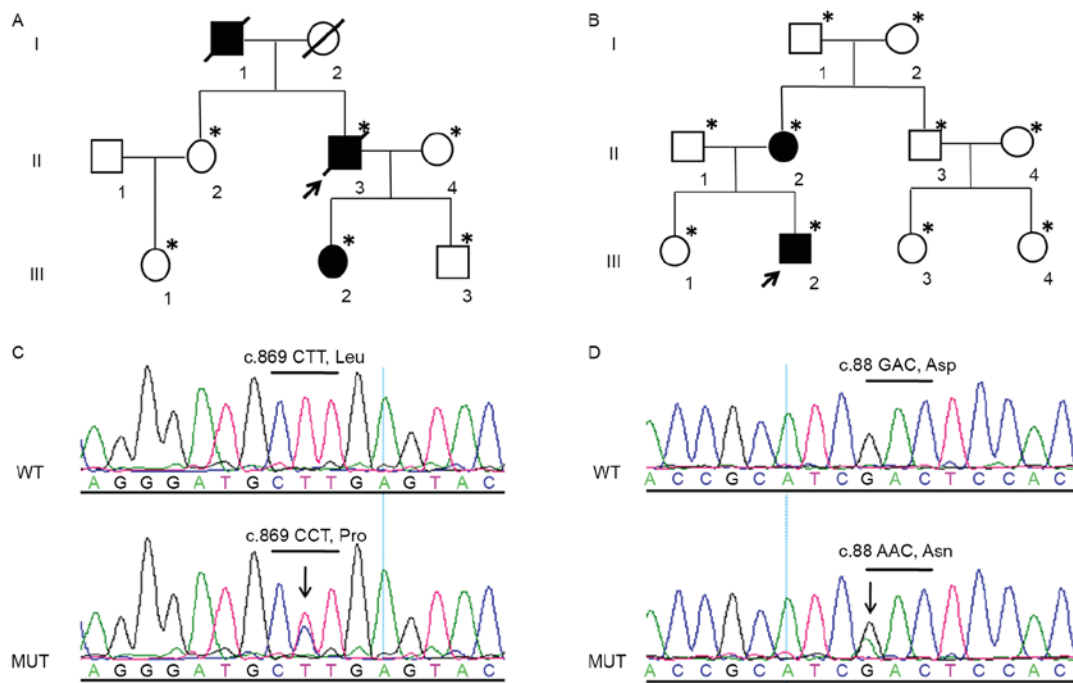 A
I
1 2
II
1 2 3 4
III
1 2 3
* * * * * *
B
I
1 2
II
1 2 3 4
III
1 2 3 4
* * * * * * * * * *
C
c.869 CTT, Leu
WT
A G G G A T G C T T G A G T A C
c.869 CCT, Pro
MUT
A G G G A T G C T T G A G T A C
D
c.88 GAC, Asp
WT
A C C G C A T C G A C T C C A C
c.88 AAC, Asn
MUT
A C C G C A T C G A C T C C A C